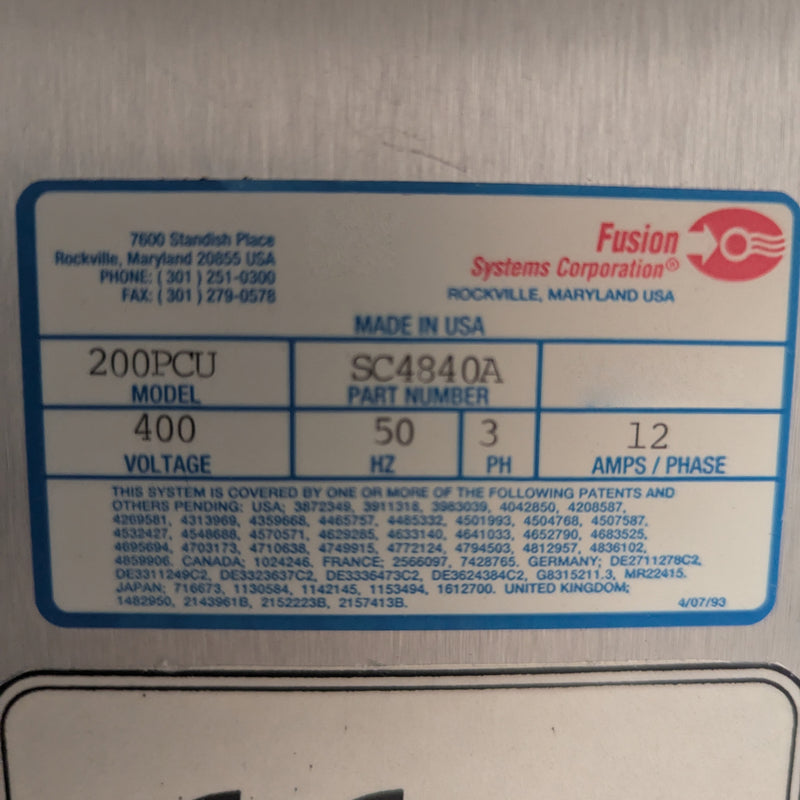 7600 Standish Place
Rockville, Maryland 20855 USA
PHONE: ( 301 ) 251-0300
FAX: ( 301 ) 279-0578
Fusion
Systems Corporation®
ROCKVILLE, MARYLAND USA
MADE IN USA
200PCU
MODEL
SC4840A
PART NUMBER
400
VOLTAGE
50
HZ
3
PH
12
AMPS / PHASE
THIS SYSTEM IS COVERED BY ONE OR MORE OF THE FOLLOWING PATENTS AND
OTHERS PENDING: USA; 3872349, 3911318, 3983039, 4042850, 4208587,
4269581, 4313969, 4359668, 4465757, 4485332, 4501993, 4504768, 4507587,
4532427, 4548688, 4570571, 4629285, 4633140, 4641033, 4652790, 4683525,
4695694, 4703173, 4710638, 4749915, 4772124, 4794503, 4812957, 4836102,
4859906. CANADA; 1024246. FRANCE; 2566097, 7428765. GERMANY; DE2711278C2,
DE3311249C2, DE3323637C2, DE3336473C2, DE3624384C2, G8315211.3, MR22415.
JAPAN; 716673, 1130584, 1142145, 1153494, 1612700. UNITED KINGDOM;
1482950, 2143961B, 2152223B, 2157413B.
4/07/93